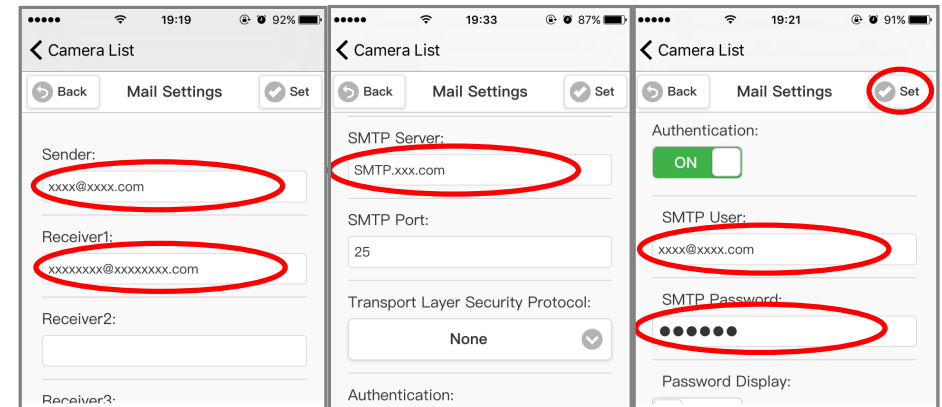 19:19
92%
Camera List
Back
Mail Settings
Set
Sender:
xxxx@xxxx.com
Receiver1:
xxxxxxxx@xxxxxxxx.com
Receiver2:
Receiver3:
19:33
87%
Camera List
Back
Mail Settings
Set
SMTP Server:
SMTP.xxx.com
SMTP Port:
25
Transport Layer Security Protocol:
None
Authentication:
19:21
91%
Camera List
Back
Mail Settings
Set
Authentication:
ON
SMTP User:
xxxx@xxxx.com
SMTP Password:
Password Display: